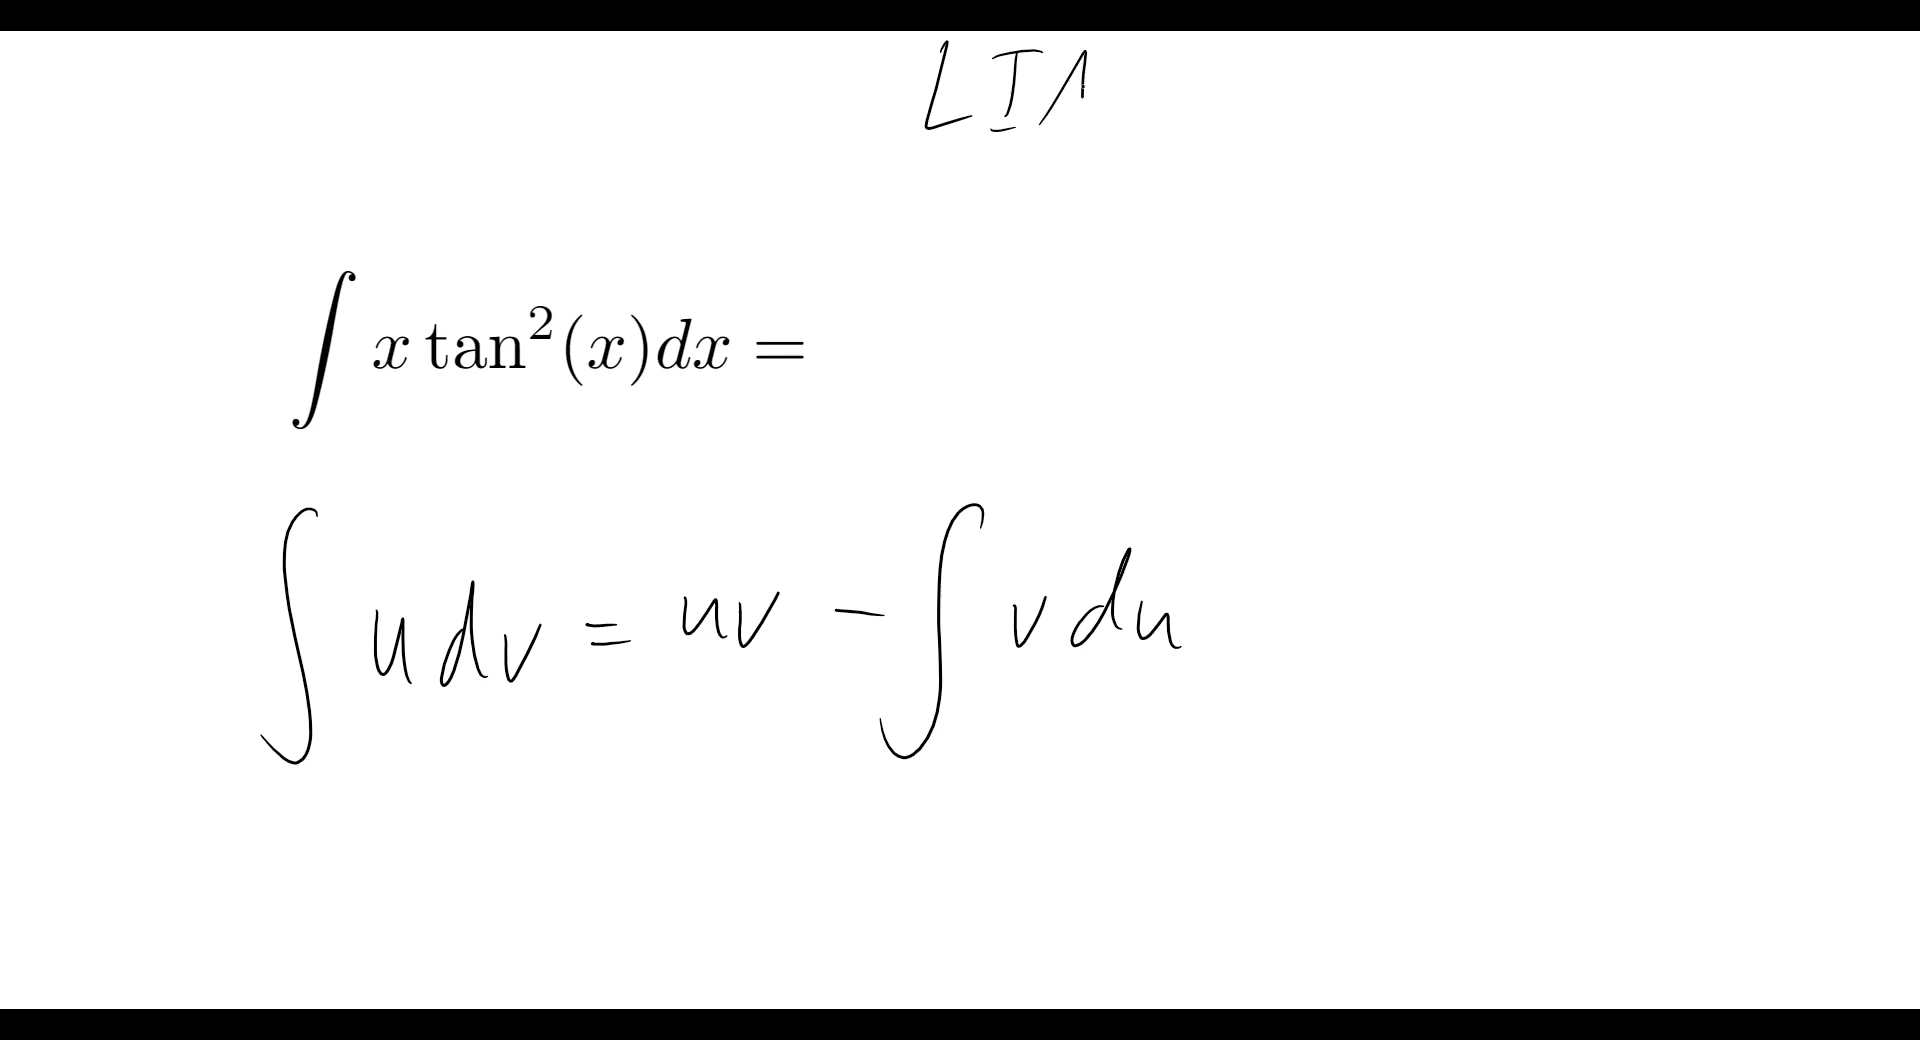 LIA
∫ x tan²(x)dx =
∫ u dv = uv − ∫ v du